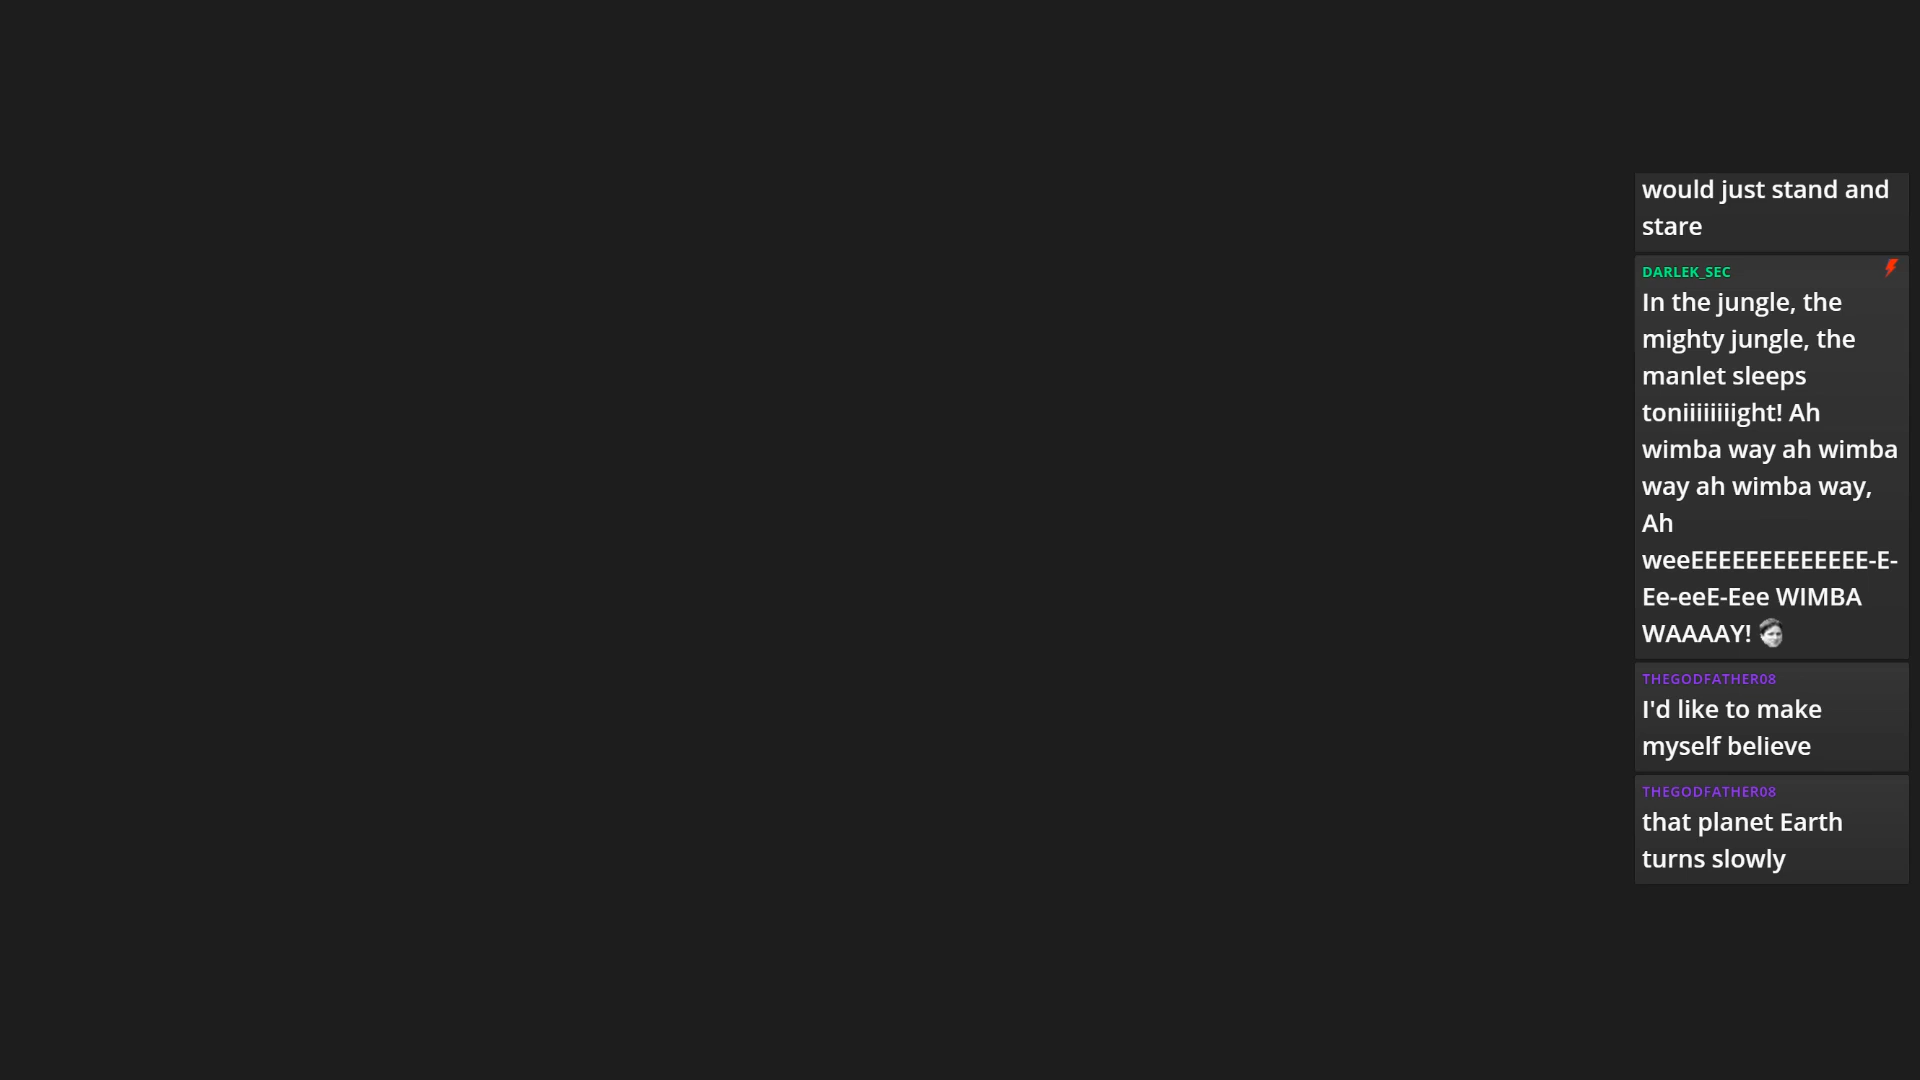 would just stand and
stare
DARLEK_SEC
In the jungle, the
mighty jungle, the
manlet sleeps
toniiiiiiiight! Ah
wimba way ah wimba
way ah wimba way,
Ah
weeEEEEEEEEEEEEE-E-
Ee-eeE-Eee WIMBA
WAAAAY!
THEGODFATHER08
I'd like to make
myself believe
THEGODFATHER08
that planet Earth
turns slowly